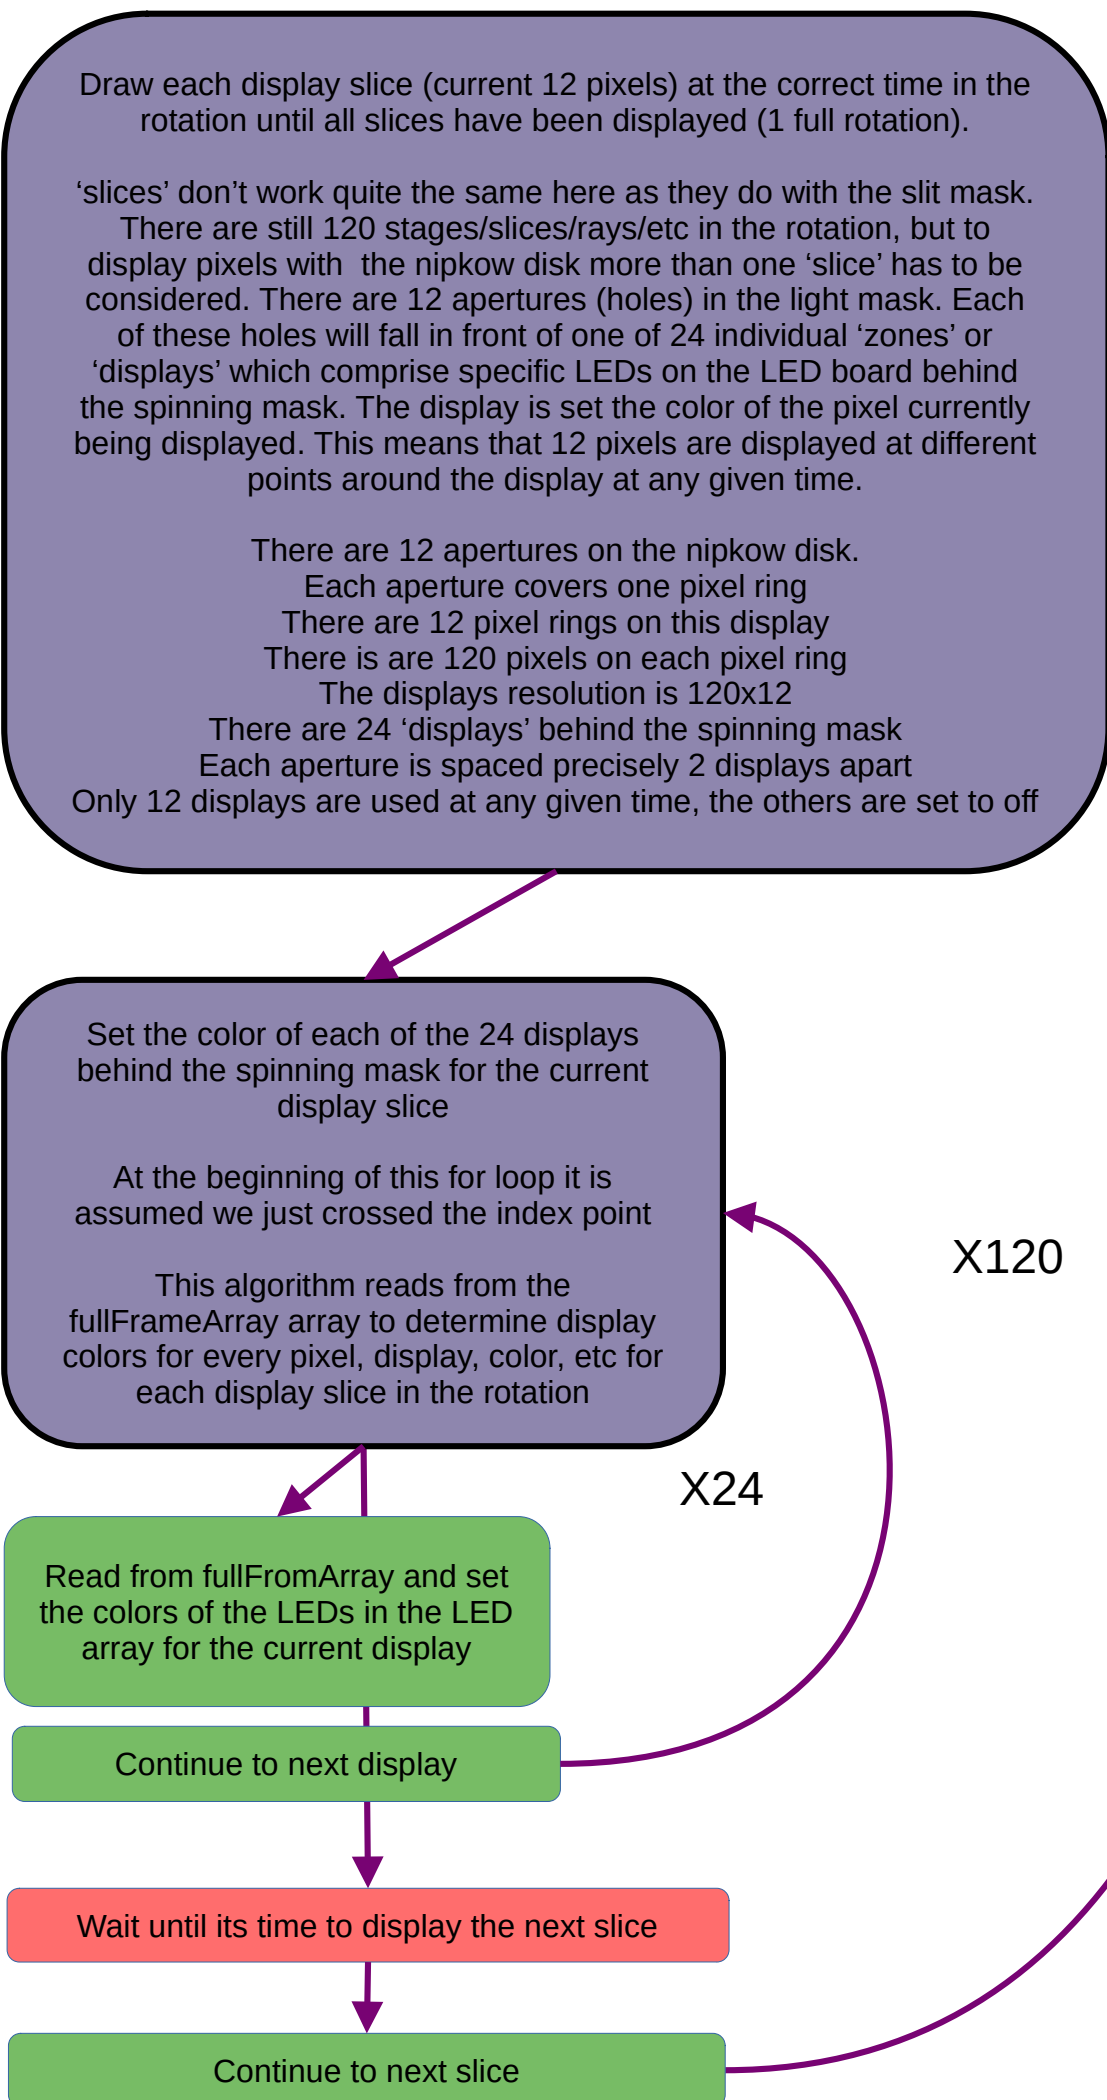 Draw each display slice (current 12 pixels) at the correct time in the
rotation until all slices have been displayed (1 full rotation).
‘slices’ don’t work quite the same here as they do with the slit mask.
There are still 120 stages/slices/rays/etc in the rotation, but to
display pixels with  the nipkow disk more than one ‘slice’ has to be
considered. There are 12 apertures (holes) in the light mask. Each
of these holes will fall in front of one of 24 individual ‘zones’ or
‘displays’ which comprise specific LEDs on the LED board behind
the spinning mask. The display is set the color of the pixel currently
being displayed. This means that 12 pixels are displayed at different
points around the display at any given time.
There are 12 apertures on the nipkow disk.
Each aperture covers one pixel ring
There are 12 pixel rings on this display
There is are 120 pixels on each pixel ring
The displays resolution is 120x12
There are 24 ‘displays’ behind the spinning mask
Each aperture is spaced precisely 2 displays apart
Only 12 displays are used at any given time, the others are set to off
Set the color of each of the 24 displays
behind the spinning mask for the current
display slice
At the beginning of this for loop it is
assumed we just crossed the index point
This algorithm reads from the
fullFrameArray array to determine display
colors for every pixel, display, color, etc for
each display slice in the rotation
X120
X24
Read from fullFromArray and set
the colors of the LEDs in the LED
array for the current display
Continue to next display
Wait until its time to display the next slice
Continue to next slice